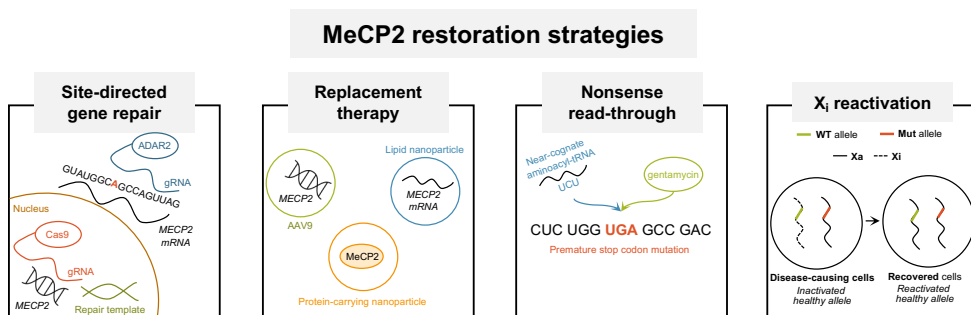 MeCP2 restoration strategies
Site-directed
gene repair
ADAR2
GUAUGGCAGCCAGUUAG
gRNA
Nucleus
MECP2
mRNA
Cas9
gRNA
MECP2
Repair template
Replacement
therapy
Lipid nanoparticle
MECP2
MECP2
mRNA
AAV9
MeCP2
Protein-carrying nanoparticle
Nonsense
read-through
Near-cognate
aminoacyl-tRNA
UCU
gentamycin
CUC UGG UGA GCC GAC
Premature stop codon mutation
Xi reactivation
WT allele
Mut allele
Xa
Xi
Disease-causing cells
Inactivated
healthy allele
Recovered cells
Reactivated
healthy allele